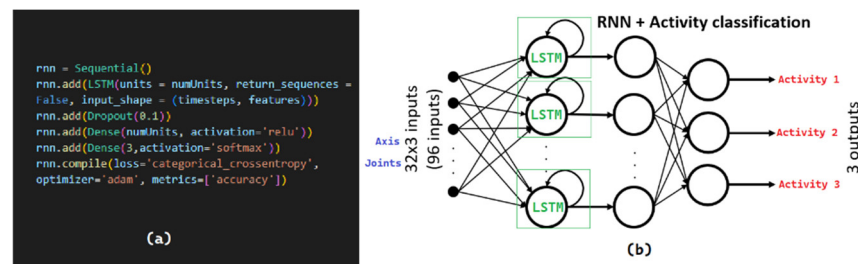 rnn = Sequential()
rnn.add(LSTM(units = numUnits, return_sequences =
False, input_shape = (timesteps, features)))
rnn.add(Dropout(0.1))
rnn.add(Dense(numUnits, activation='relu'))
rnn.add(Dense(3,activation='softmax'))
rnn.compile(loss='categorical_crossentropy',
optimizer='adam', metrics=['accuracy'])
(a)
RNN + Activity classification
LSTM
LSTM
LSTM
Axis
Joints
32x3 inputs
(96 inputs)
Activity 1
Activity 2
Activity 3
3 outputs
(b)